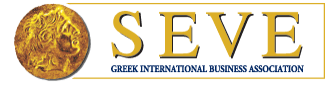 SEVE
GREEK INTERNATIONAL BUSINESS ASSOCIATION